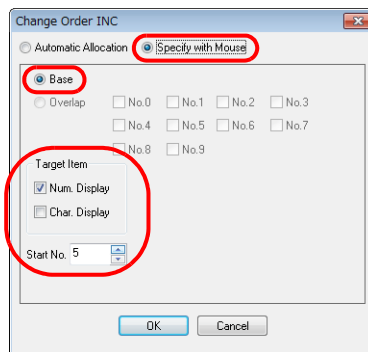 Change Order INC
Automatic Allocation Specify with Mouse
Base
Overlap No.0 No.1 No.2 No.3
No.4 No.5 No.6 No.7
No.8 No.9
Target Item
Num. Display
Char. Display
Start No. 5
OK Cancel